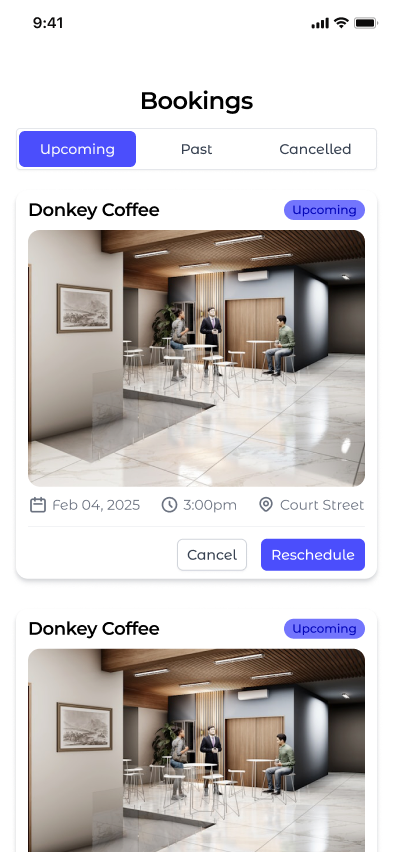 9:41
Bookings
Upcoming Past Cancelled
Donkey Coffee Upcoming
Feb 04, 2025 3:00pm Court Street
Cancel Reschedule
Donkey Coffee Upcoming